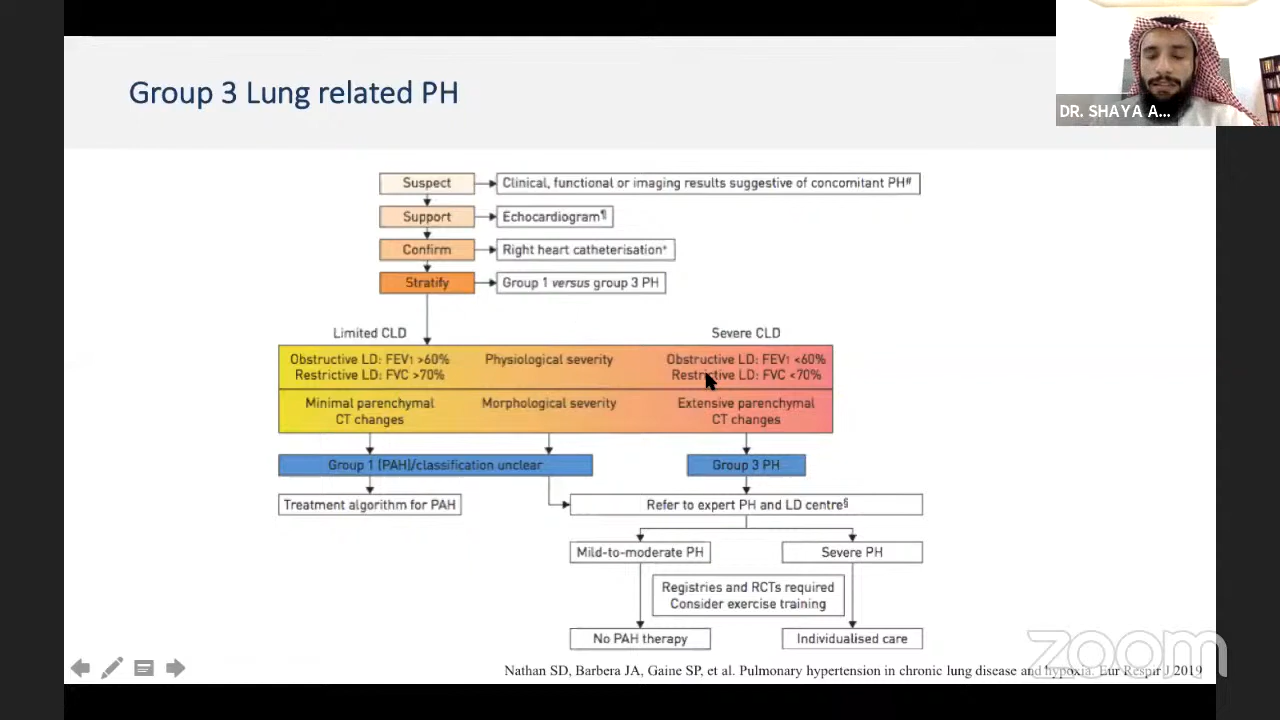 Group 3 Lung related PH
DR. SHAYA A...
Suspect
Clinical, functional or imaging results suggestive of concomitant PH#
Support
Echocardiogram¶
Confirm
Right heart catheterisation+
Stratify
Group 1 versus group 3 PH
Limited CLD
Severe CLD
Obstructive LD: FEV1 >60%
Restrictive LD: FVC >70%
Physiological severity
Obstructive LD: FEV1 <60%
Restrictive LD: FVC <70%
Minimal parenchymal
CT changes
Morphological severity
Extensive parenchymal
CT changes
Group 1 (PAH)/classification unclear
Group 3 PH
Treatment algorithm for PAH
Refer to expert PH and LD centre§
Mild-to-moderate PH
Severe PH
Registries and RCTs required
Consider exercise training
No PAH therapy
Individualised care
zoom
Nathan SD, Barbera JA, Gaine SP, et al. Pulmonary hypertension in chronic lung disease and hypoxia. Eur Respir J 2019